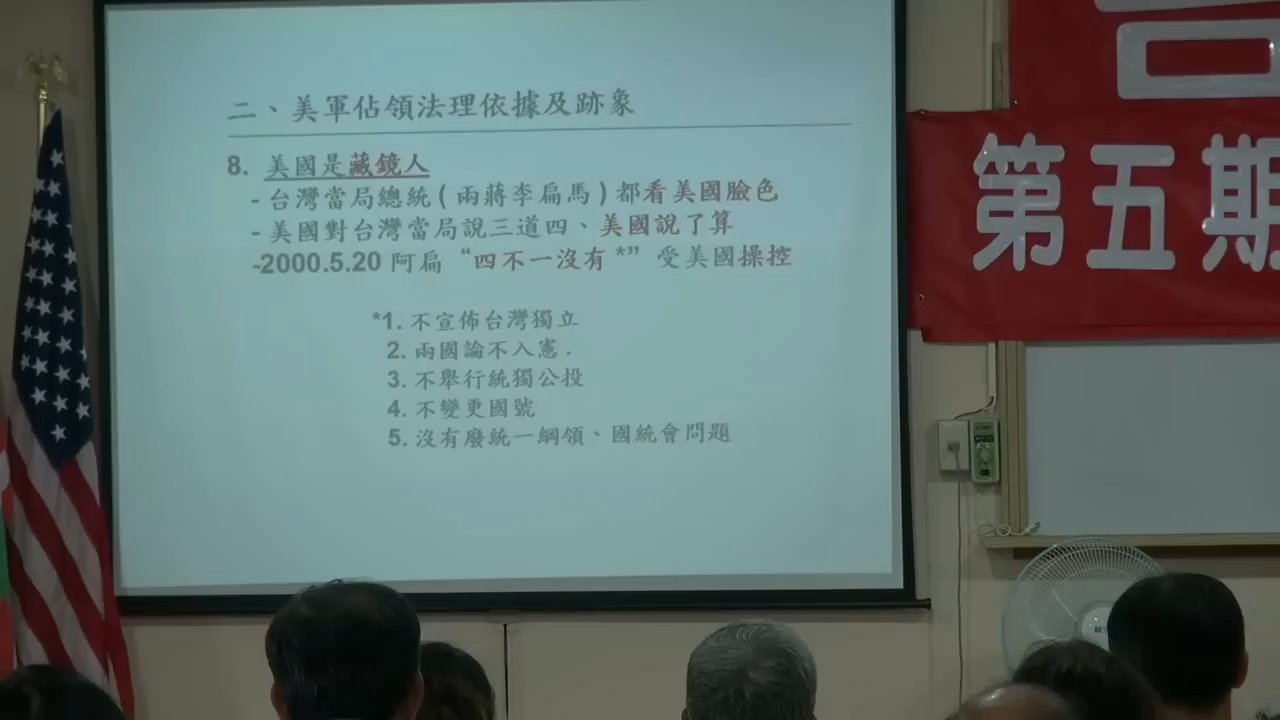 二、美軍佔領法理依據及跡象
8. 美國是藏鏡人
- 台灣當局總統(兩蔣李扁馬)都看美國臉色
- 美國對台灣當局說三道四、美國說了算
-2000.5.20 阿扁“四不一沒有*”受美國操控
*1. 不宣佈台灣獨立
2. 兩國論不入憲.
3. 不舉行統獨公投
4. 不變更國號
5. 沒有廢統一綱領、國統會問題
第五期